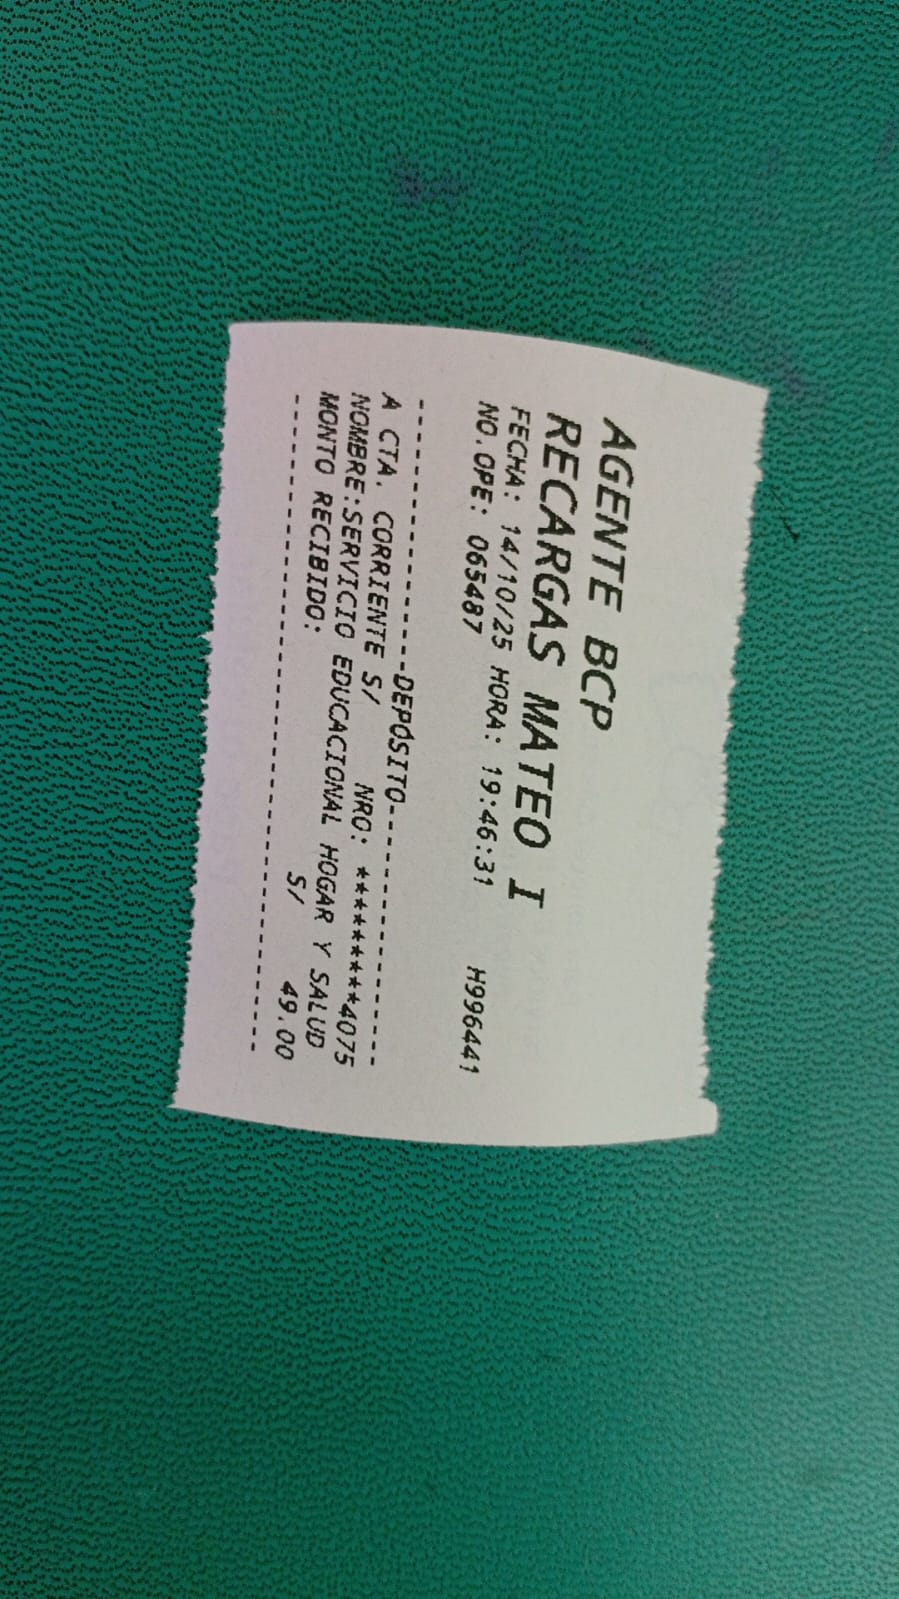 AGENTE BCP
RECARGAS MATEO I
FECHA: 14/10/25 HORA: 19:46:31 H996441
NO.OPE: 065487
-----------------DEPÓSITO-----------------
A CTA. CORRIENTE S/ NRO: *********4075
NOMBRE:SERVICIO EDUCACIONAL HOGAR Y SALUD
MONTO RECIBIDO: S/ 49.00
------------------------------------------